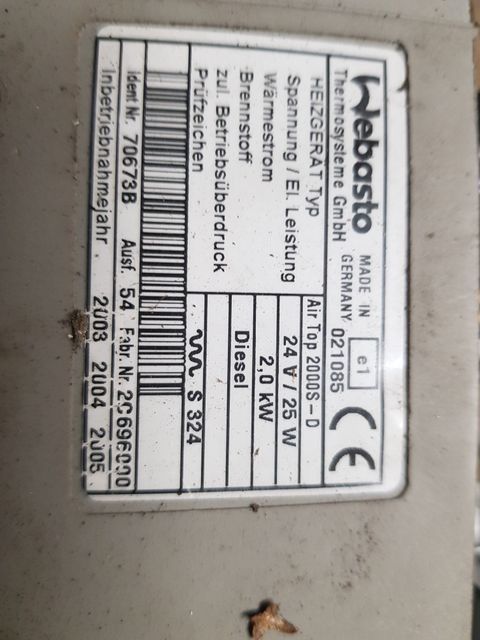 Webasto
MADE IN GERMANY
e1
021085
CE
Thermosysteme GmbH
HEIZGERÄT Typ Air Top 2000S-D
Spannung / El. Leistung 24 V / 25 W
Wärmestrom 2,0 kW
Brennstoff Diesel
zul. Betriebsüberdruck
Prüfzeichen S 324
Ident Nr. 70673B Ausf. 54 Fabr. Nr.
Inbetriebnahmejahr 2003 2004 2005